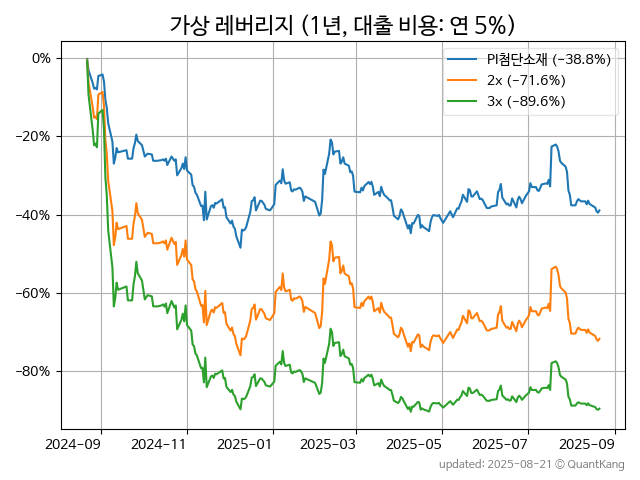 가상 레버리지 (1년, 대출 비용: 연 5%)
PI첨단소재 (−38.8%)
2x (−71.6%)
3x (−89.6%)
0%
−20%
−40%
−60%
−80%
2024-09 2024-11 2025-01 2025-03 2025-05 2025-07 2025-09
updated: 2025-08-21 © QuantKang